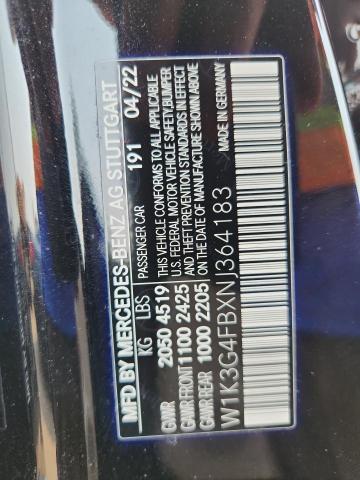 MFD BY MERCEDES-BENZ AG STUTTGART
KG LBS PASSENGER CAR 191 04/22
GVWR 2050 4519 THIS VEHICLE CONFORMS TO ALL APPLICABLE
GAWR FRONT 1100 2425 U.S. FEDERAL MOTOR VEHICLE SAFETY,BUMPER
GAWR REAR 1000 2205 AND THEFT PREVENTION STANDARDS IN EFFECT
ON THE DATE OF MANUFACTURE SHOWN ABOVE
W1K3G4FBXNJ364183 MADE IN GERMANY